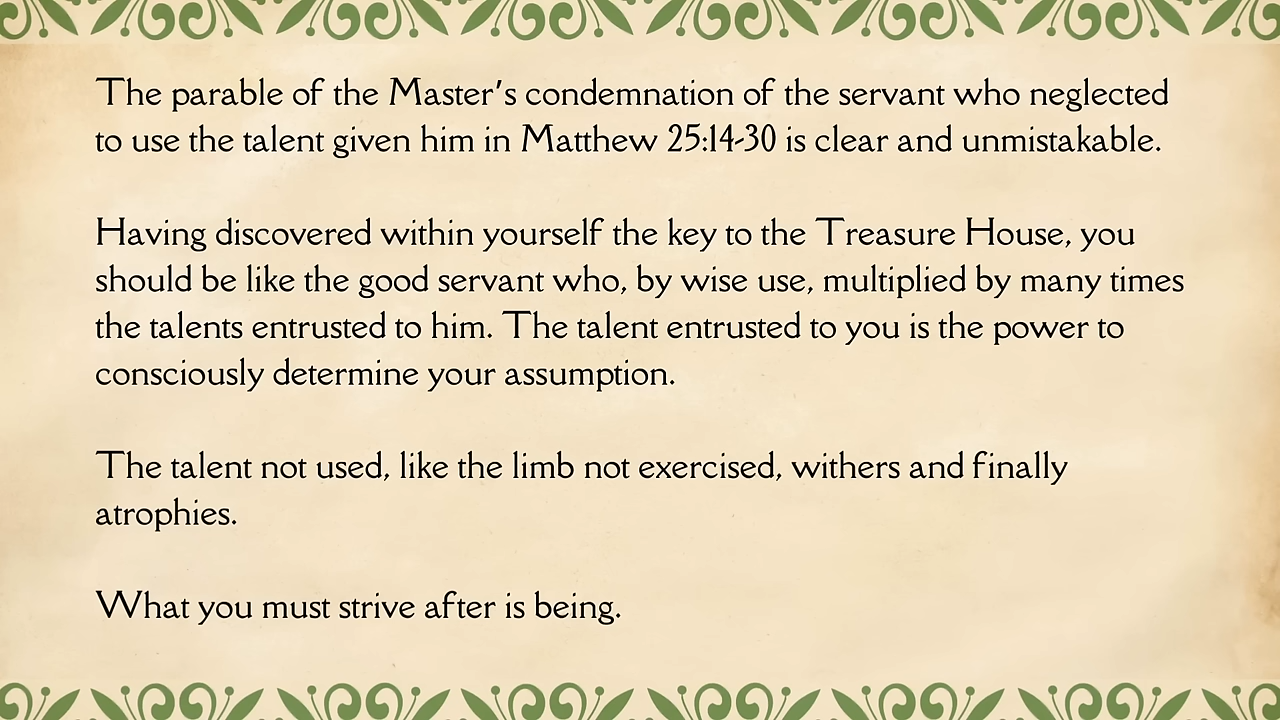 The parable of the Master's condemnation of the servant who neglected
to use the talent given him in Matthew 25:14-30 is clear and unmistakable.
Having discovered within yourself the key to the Treasure House, you
should be like the good servant who, by wise use, multiplied by many times
the talents entrusted to him. The talent entrusted to you is the power to
consciously determine your assumption.
The talent not used, like the limb not exercised, withers and finally
atrophies.
What you must strive after is being.